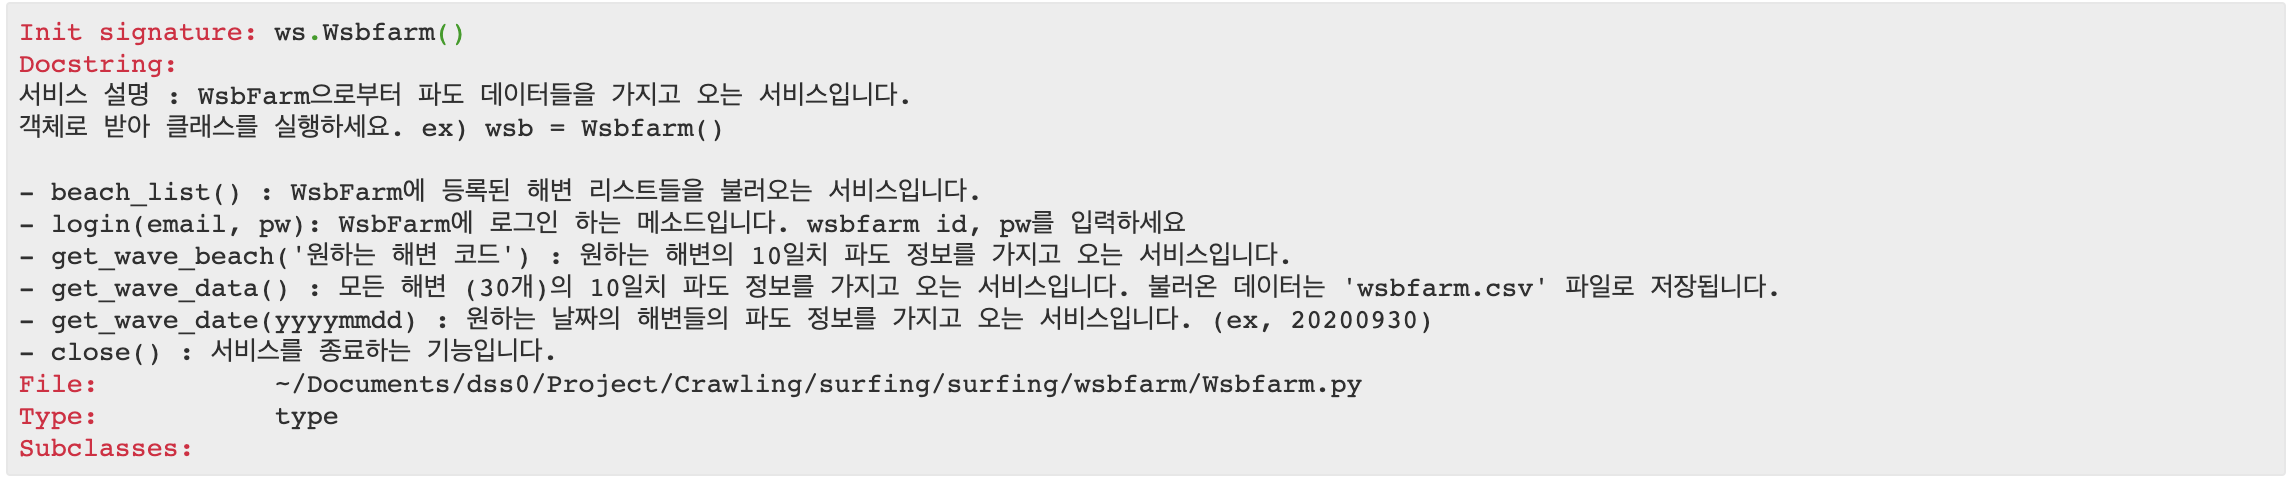 Init signature: ws.Wsbfarm()
Docstring:
서비스 설명 : WsbFarm으로부터 파도 데이터들을 가지고 오는 서비스입니다.
객체로 받아 클래스를 실행하세요. ex) wsb = Wsbfarm()
- beach_list() : WsbFarm에 등록된 해변 리스트들을 불러오는 서비스입니다.
- login(email, pw): WsbFarm에 로그인 하는 메소드입니다. wsbfarm id, pw를 입력하세요
- get_wave_beach('원하는 해변 코드') : 원하는 해변의 10일치 파도 정보를 가지고 오는 서비스입니다.
- get_wave_data() : 모든 해변 (30개)의 10일치 파도 정보를 가지고 오는 서비스입니다. 불러온 데이터는 'wsbfarm.csv' 파일로 저장됩니다.
- get_wave_date(yyyymmdd) : 원하는 날짜의 해변들의 파도 정보를 가지고 오는 서비스입니다. (ex, 20200930)
- close() : 서비스를 종료하는 기능입니다.
File: ~/Documents/dss0/Project/Crawling/surfing/surfing/wsbfarm/Wsbfarm.py
Type: type
Subclasses: